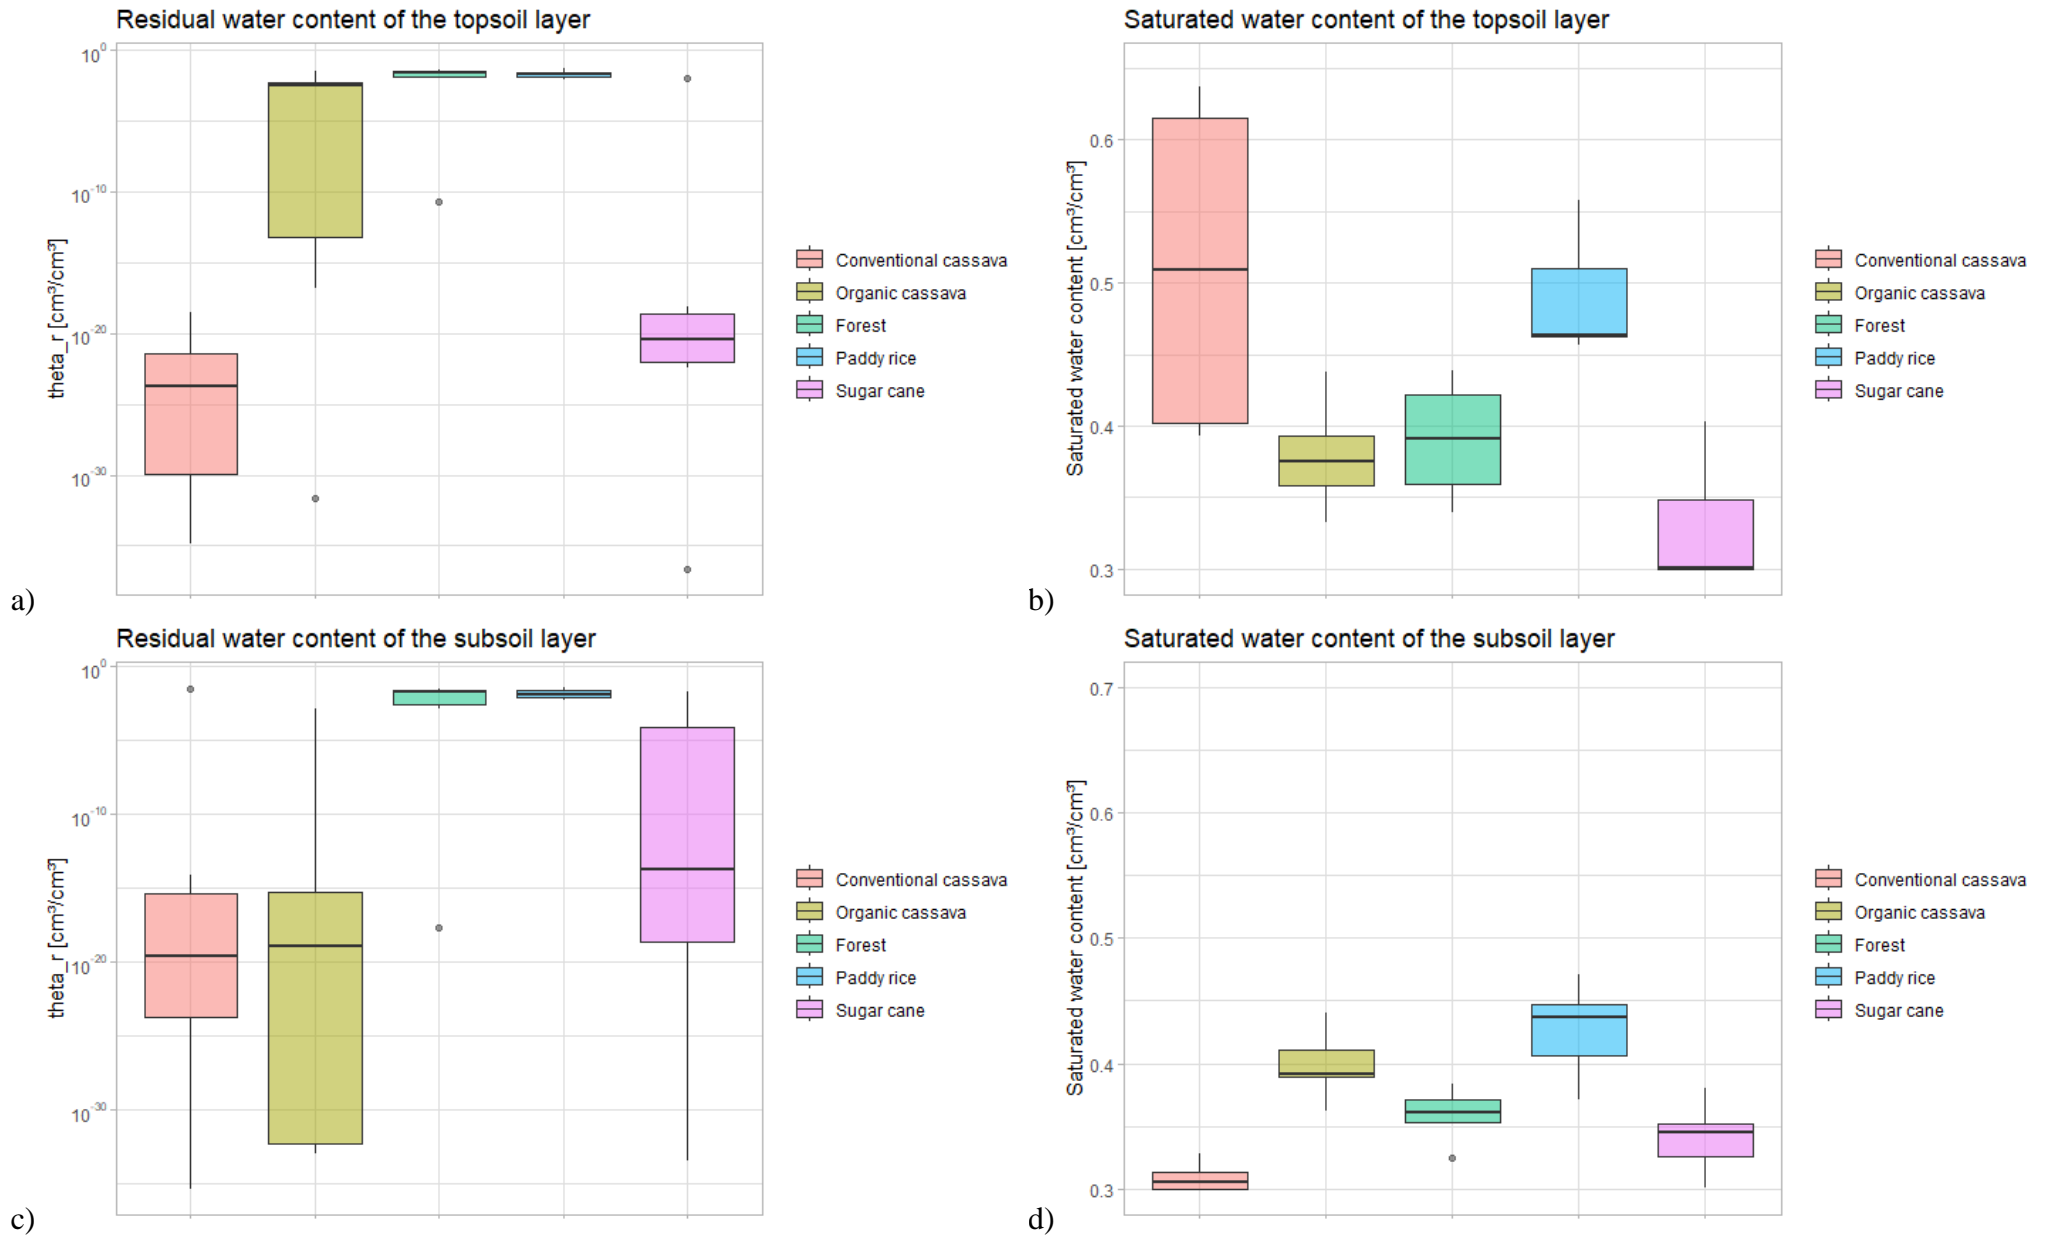 Residual water content of the topsoil layer
theta_r [cm³/cm³]
10⁰
10⁻¹⁰
10⁻²⁰
10⁻³⁰
Conventional cassava
Organic cassava
Forest
Paddy rice
Sugar cane
a)
Saturated water content of the topsoil layer
Saturated water content [cm³/cm³]
0.6
0.5
0.4
0.3
Conventional cassava
Organic cassava
Forest
Paddy rice
Sugar cane
b)
Residual water content of the subsoil layer
theta_r [cm³/cm³]
10⁰
10⁻¹⁰
10⁻²⁰
10⁻³⁰
Conventional cassava
Organic cassava
Forest
Paddy rice
Sugar cane
c)
Saturated water content of the subsoil layer
Saturated water content [cm³/cm³]
0.7
0.6
0.5
0.4
0.3
Conventional cassava
Organic cassava
Forest
Paddy rice
Sugar cane
d)